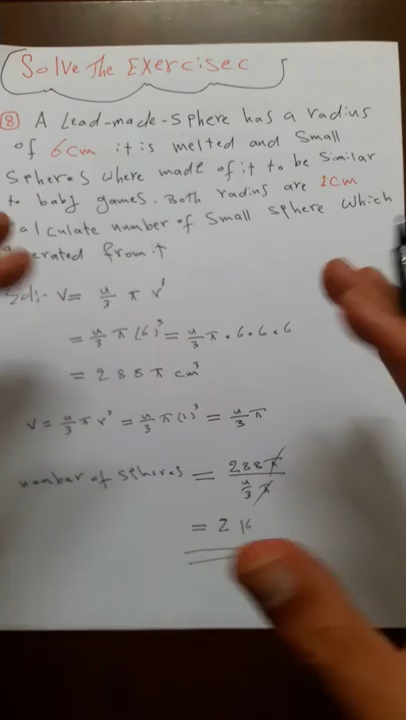 Solve The Exercisec
⑧ A Lead-made-Sphere has a radius
of 6cm it is melted and Small
Spheres where made of it to be Similar
to baby games. Both radius are 1cm
alculate number of Small sphere which
erated from it
Sol:- V= 4/3 π r³
= 4/3 π (6)³ = 4/3 π × 6 × 6 × 6
= 288 π cm³
V = 4/3 π r³ = 4/3 π (1)³ = 4/3 π
number of spheres = 288π / 4/3 π
= 216